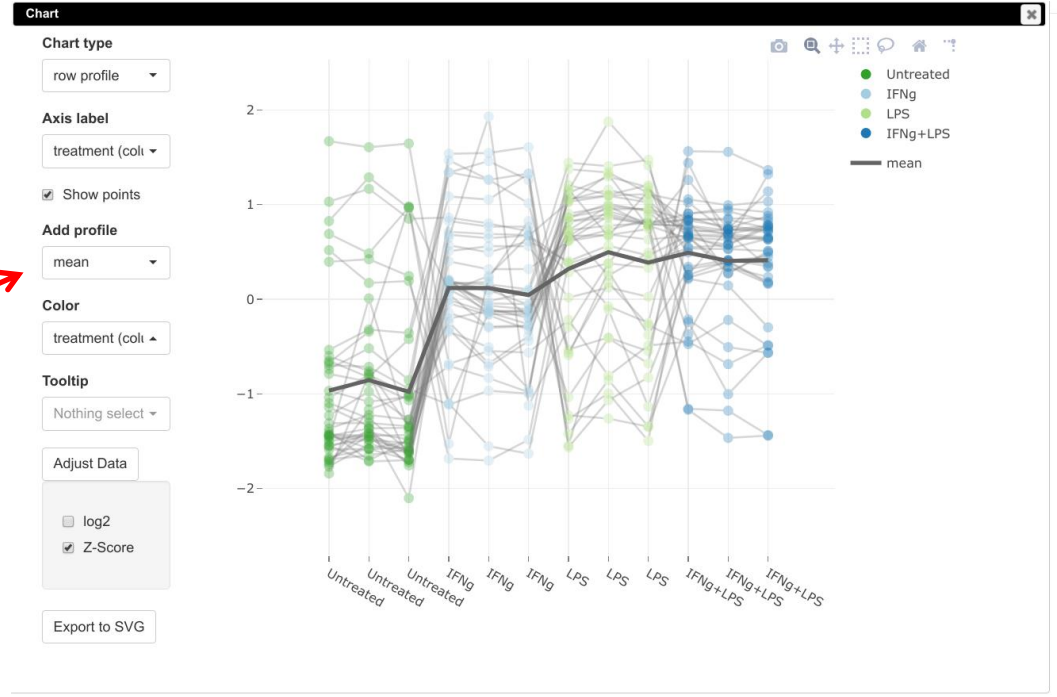 Chart
Chart type
row profile
Axis label
treatment (colu
Show points
Add profile
mean
Color
treatment (colu
Tooltip
Nothing select
Adjust Data
log2
Z-Score
Export to SVG
2
1
0
−1
−2
Untreated
Untreated
Untreated
IFNg
IFNg
IFNg
LPS
LPS
LPS
IFNg+LPS
IFNg+LPS
IFNg+LPS
Untreated
IFNg
LPS
IFNg+LPS
mean